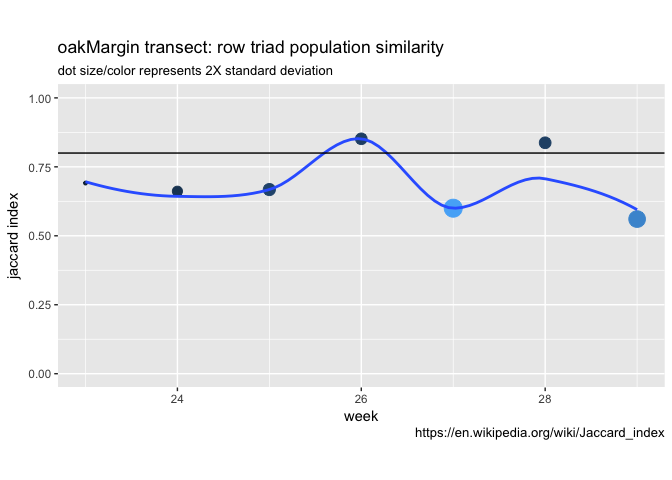 oakMargin transect: row triad population similarity
dot size/color represents 2X standard deviation
1.00
0.75
0.50
0.25
0.00
jaccard index
24 26 28
week
https://en.wikipedia.org/wiki/Jaccard_index